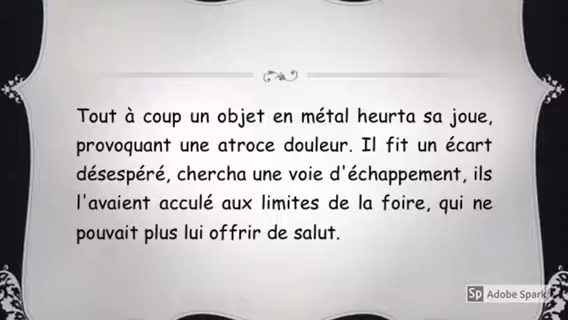 Tout à coup un objet en métal heurta sa joue,
provoquant une atroce douleur. Il fit un écart
désespéré, chercha une voie d'échappement, ils
l'avaient acculé aux limites de la foire, qui ne
pouvait plus lui offrir de salut.
Sp Adobe Spark